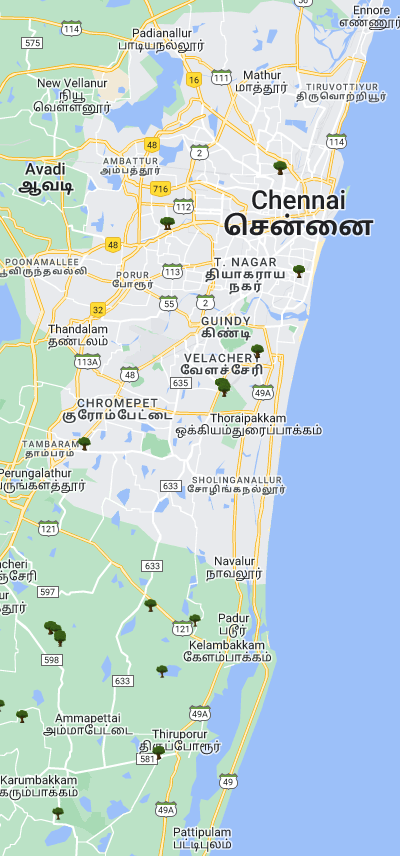 Ennore
எண்ணூர்
114
56
575
Padianallur
பாடியநல்லூர்
16
111
Mathur
மாத்தூர்
New Vellanur
நியூ
வெள்ளனூர்
TIRUVOTTIYUR
திருவொற்றியூர்
114
48
2
Avadi
ஆவடி
AMBATTUR
அம்பத்தூர்
716
112
Chennai
சென்னை
48
POONAMALLEE
பூவிருந்தவல்லி
PORUR
போரூர்
113
T. NAGAR
தியாகராய
நகர்
55
2
32
GUINDY
கிண்டி
Thandalam
தண்டலம்
113A
48
VELACHERY
வேளச்சேரி
635
49A
CHROMEPET
குரோம்பேட்டை
Thoraipakkam
ஒக்கியம்துரைப்பாக்கம்
TAMBARAM
தாம்பரம்
Perungalathur
ருங்களத்தூர்
633
SHOLINGANALLUR
சோழிங்கநல்லூர்
121
633
Navalur
நாவலூர்
cheri
ஞ்சேரி
597
ur
தூர்
121
Padur
படூர்
598
Kelambakkam
கேளம்பாக்கம்
633
49A
Ammapettai
அம்மாபேட்டை
Thiruporur
திருப்போரூர்
581
49
Karumbakkam
கரும்பாக்கம்
49A
Pattipulam
பட்டிபுலம்